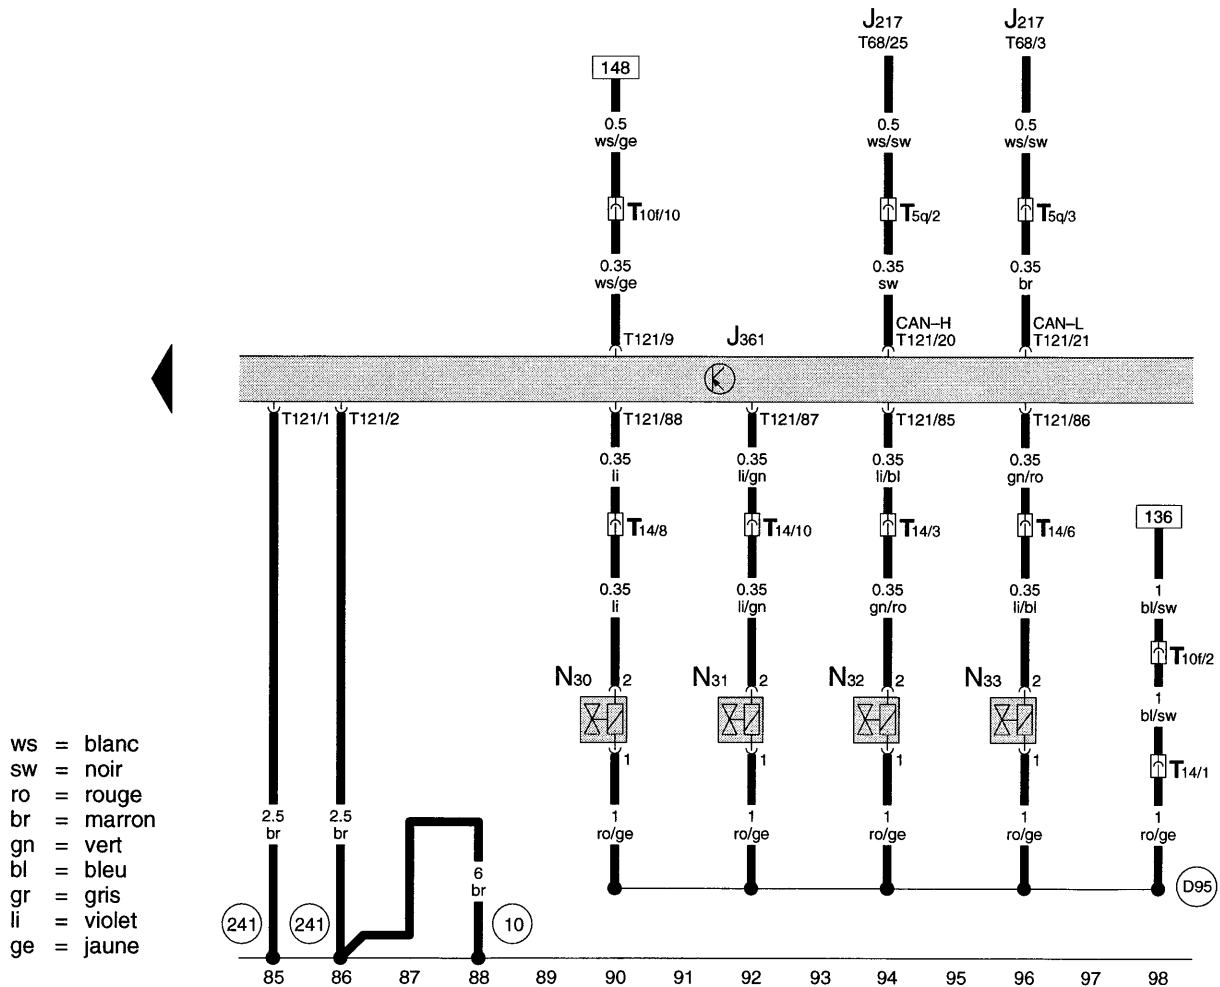 J217 J217
T68/25 T68/3
148
0.5 0.5 0.5
ws/ge ws/sw ws/sw
T10f/10 T5q/2 T5q/3
0.35 0.35 0.35
ws/ge sw br
CAN–H CAN–L
T121/9 J361 T121/20 T121/21
T121/1 T121/2 T121/88 T121/87 T121/85 T121/86
0.35 0.35 0.35 0.35
li li/gn li/bl gn/ro
136
T14/8 T14/10 T14/3 T14/6
0.35 0.35 0.35 0.35 1
li li/gn gn/ro li/bl bl/sw
T10f/2
N30 2 N31 2 N32 2 N33 2
1
bl/sw
ws = blanc
1 1 1 1
sw = noir
T14/1
ro = rouge
br = marron
2.5 2.5 1 1 1 1 1
br br ro/ge ro/ge ro/ge ro/ge ro/ge
gn = vert
bl = bleu
6
br
D95
gr = gris
li = violet
241 241 10
ge = jaune
85 86 87 88 89 90 91 92 93 94 95 96 97 98